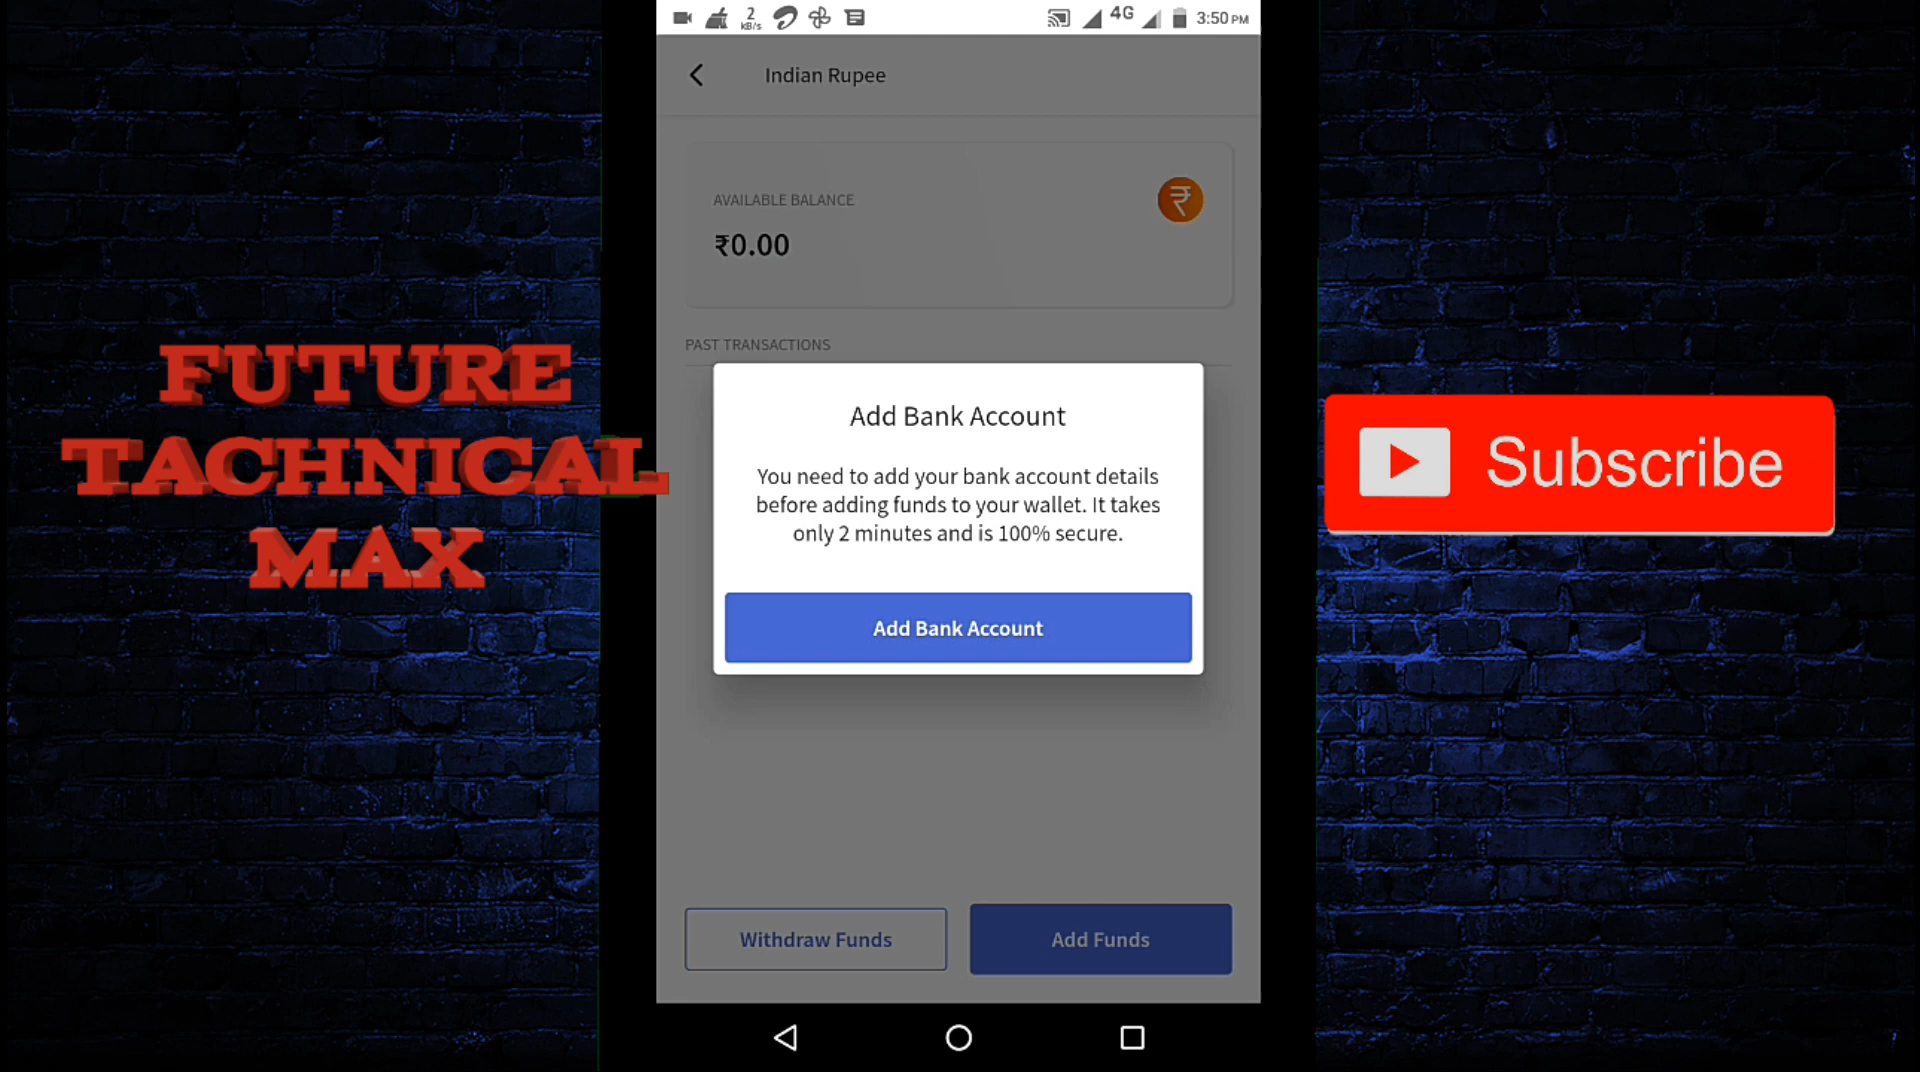 2
KB/s
4G
3:50 PM
Indian Rupee
AVAILABLE BALANCE
₹0.00
PAST TRANSACTIONS
Add Bank Account
You need to add your bank account details
before adding funds to your wallet. It takes
only 2 minutes and is 100% secure.
Add Bank Account
Withdraw Funds
Add Funds
FUTURE
TACHNICAL
MAX
Subscribe